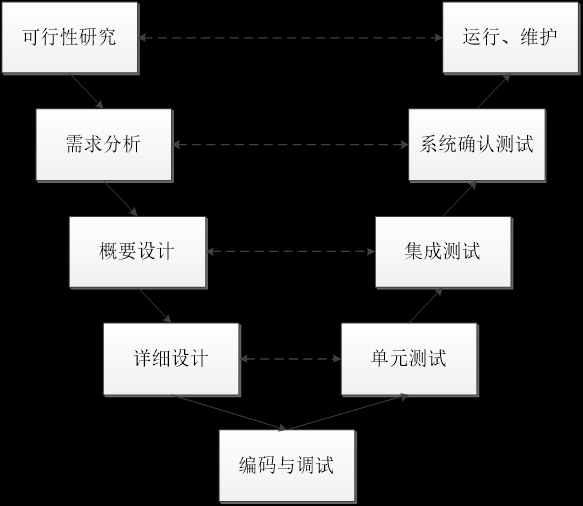 可行性研究
运行、维护
需求分析
系统确认测试
概要设计
集成测试
详细设计
单元测试
编码与调试